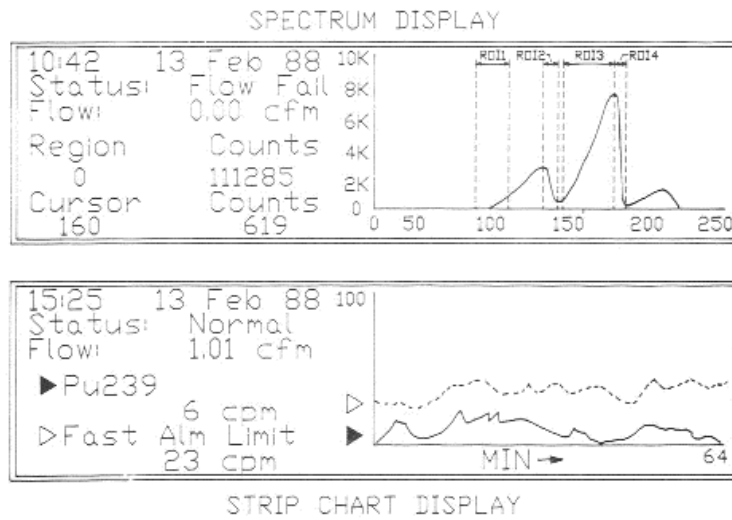 SPECTRUM DISPLAY
10:42 13 Feb 88
Status: Flow Fail
Flow: 0.00 cfm
Region Counts
0 111285
Cursor Counts
160 619
10K
8K
6K
4K
2K
0
ROI1 ROI2 ROI3 ROI4
0 50 100 150 200 250
15:25 13 Feb 88
Status: Normal
Flow: 1.01 cfm
▶Pu239
6 cpm
▷Fast Alm Limit
23 cpm
100
MIN→ 64
STRIP CHART DISPLAY